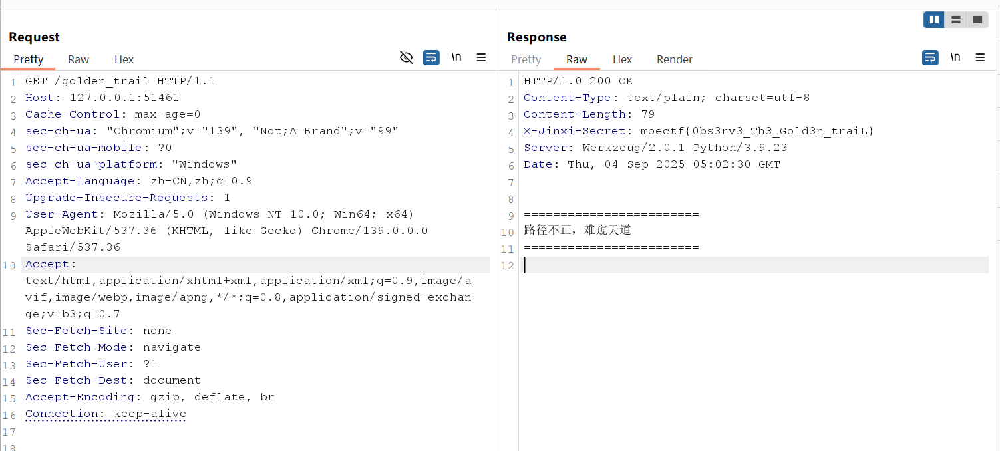 Request
Pretty Raw Hex
\n
1 GET /golden_trail HTTP/1.1
2 Host: 127.0.0.1:51461
3 Cache-Control: max-age=0
4 sec-ch-ua: "Chromium";v="139", "Not;A=Brand";v="99"
5 sec-ch-ua-mobile: ?0
6 sec-ch-ua-platform: "Windows"
7 Accept-Language: zh-CN,zh;q=0.9
8 Upgrade-Insecure-Requests: 1
9 User-Agent: Mozilla/5.0 (Windows NT 10.0; Win64; x64)
AppleWebKit/537.36 (KHTML, like Gecko) Chrome/139.0.0.0
Safari/537.36
10 Accept:
text/html,application/xhtml+xml,application/xml;q=0.9,image/a
vif,image/webp,image/apng,*/*;q=0.8,application/signed-exchan
ge;v=b3;q=0.7
11 Sec-Fetch-Site: none
12 Sec-Fetch-Mode: navigate
13 Sec-Fetch-User: ?1
14 Sec-Fetch-Dest: document
15 Accept-Encoding: gzip, deflate, br
16 Connection: keep-alive
17
18
Response
Pretty Raw Hex Render
\n
1 HTTP/1.0 200 OK
2 Content-Type: text/plain; charset=utf-8
3 Content-Length: 79
4 X-Jinxi-Secret: moectf{0bs3rv3_Th3_Gold3n_traiL}
5 Server: Werkzeug/2.0.1 Python/3.9.23
6 Date: Thu, 04 Sep 2025 05:02:30 GMT
7
8
9 ========================
10 路径不正，难窥天道
11 ========================
12